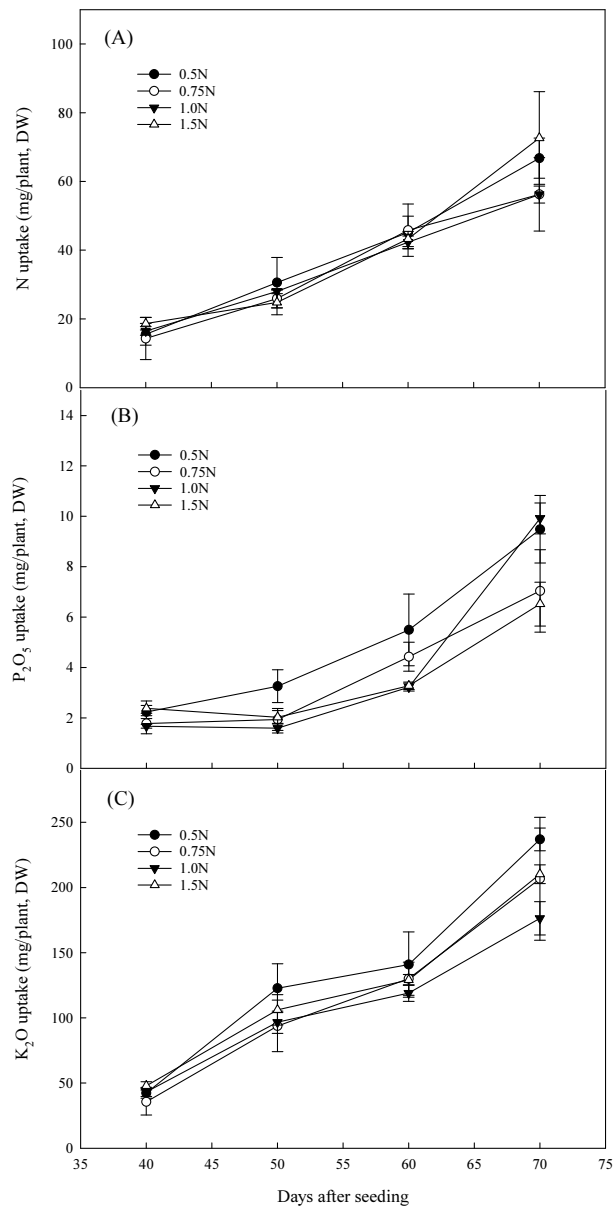 (A)
0.5N
0.75N
1.0N
1.5N
100
80
60
40
20
0
N uptake (mg/plant, DW)
(B)
0.5N
0.75N
1.0N
1.5N
14
12
10
8
6
4
2
0
P₂O₅ uptake (mg/plant, DW)
(C)
0.5N
0.75N
1.0N
1.5N
250
200
150
100
50
0
K₂O uptake (mg/plant, DW)
35 40 45 50 55 60 65 70 75
Days after seeding